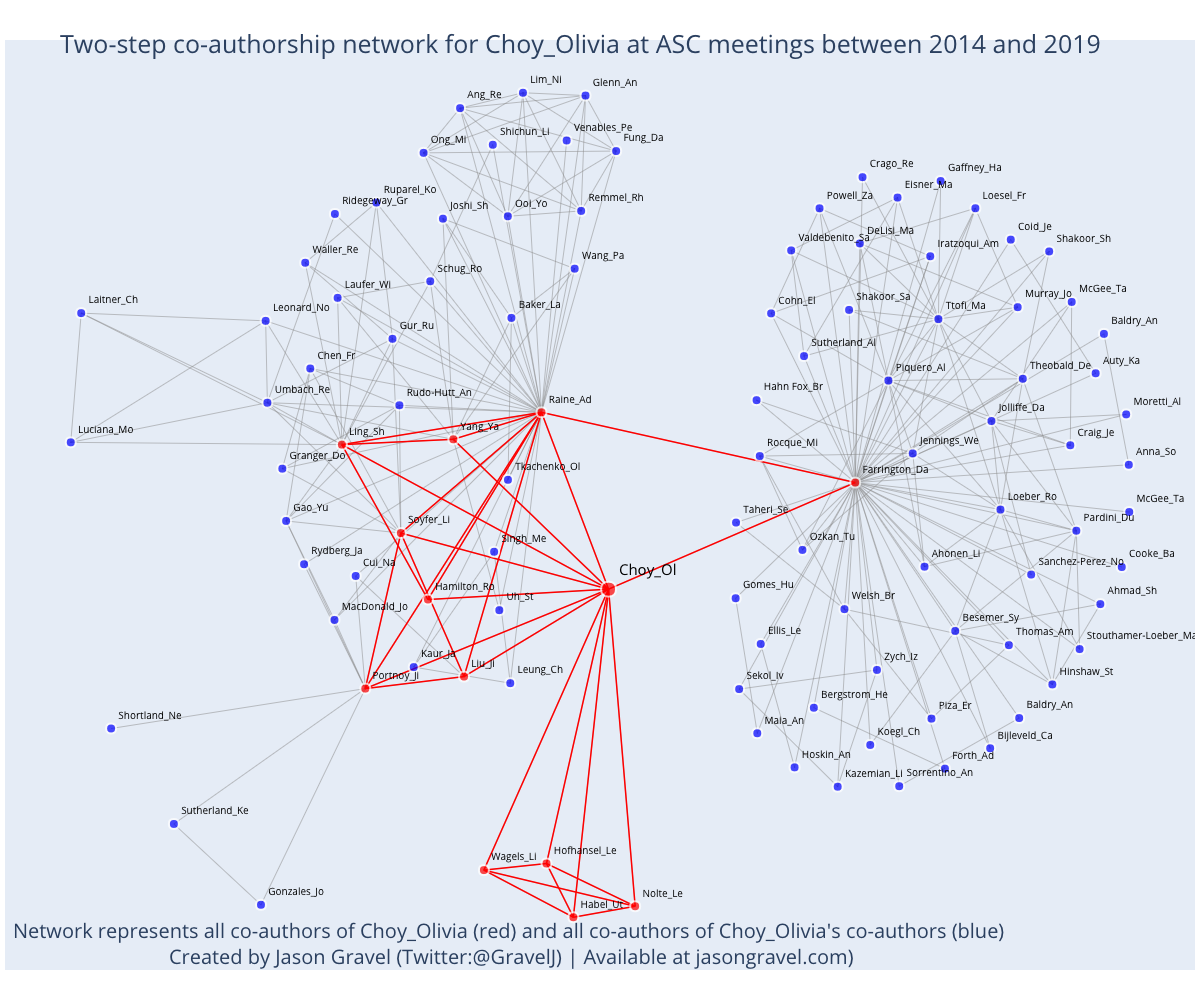 Two-step co-authorship network for Choy_Olivia at ASC meetings between 2014 and 2019
Lim_Ni
Glenn_An
Ang_Re
Shichun_Li
Venables_Pe
Ong_Mi
Fung_Da
Crago_Re
Gaffney_Ha
Eisner_Ma
Ruparel_Ko
Ridegeway_Gr
Joshi_Sh
Ooi_Yo
Remmel_Rh
Powell_Za
Loesel_Fr
Coid_Je
DeLisi_Ma
Valdebenito_Sa
Iratzoqui_Am
Shakoor_Sh
Waller_Re
Wang_Pa
Schug_Ro
Laufer_Wi
Laitner_Ch
Leonard_No
Baker_La
Cohn_El
Shakoor_Sa
Ttofi_Ma
Murray_Jo
McGee_Ta
Gur_Ru
Baldry_An
Chen_Fr
Sutherland_Al
Piquero_Al
Theobald_De
Auty_Ka
Umbach_Re
Rudo-Hutt_An
Raine_Ad
Hahn Fox_Br
Jolliffe_Da
Moretti_Al
Luciana_Mo
Ling_Sh
Yang_Ya
Rocque_Mi
Jennings_We
Craig_Je
Granger_Do
Tkachenko_Ol
Farrington_Da
Anna_So
Gao_Yu
Soyfer_Li
Taheri_Se
Loeber_Ro
McGee_Ta
Pardini_Du
Rydberg_Ja
Cui_Na
Singh_Me
Choy_Ol
Ozkan_Tu
Ahonen_Li
Sanchez-Perez_No
Cooke_Ba
Hamilton_Ro
Uh_St
Gomes_Hu
Welsh_Br
Ahmad_Sh
MacDonald_Jo
Besemer_Sy
Ellis_Le
Thomas_Am
Stouthamer-Loeber_Ma
Kaur_Ja
Portnoy_Ji
Liu_Ji
Leung_Ch
Sekol_Iv
Zych_Iz
Hinshaw_St
Shortland_Ne
Maia_An
Bergstrom_He
Piza_Er
Baldry_An
Koegl_Ch
Bijleveld_Ca
Hoskin_An
Kazemian_Li
Sorrentino_An
Forth_Ad
Sutherland_Ke
Wagels_Li
Hofhansel_Le
Gonzales_Jo
Habel_Ut
Nolte_Le
Network represents all co-authors of Choy_Olivia (red) and all co-authors of Choy_Olivia's co-authors (blue)
Created by Jason Gravel (Twitter:@GravelJ) | Available at jasongravel.com)